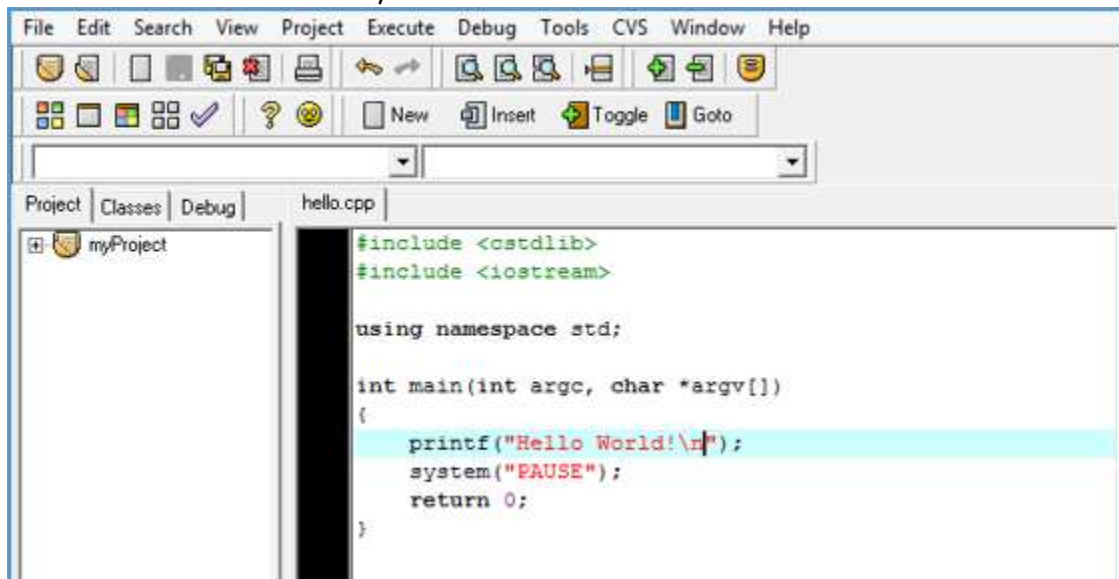 File Edit Search View Project Execute Debug Tools CVS Window Help
New Insert Toggle Goto
Project Classes Debug hello.cpp
myProject
#include <cstdlib>
#include <iostream>
using namespace std;
int main(int argc, char *argv[])
{
printf("Hello World!\n");
system("PAUSE");
return 0;
}